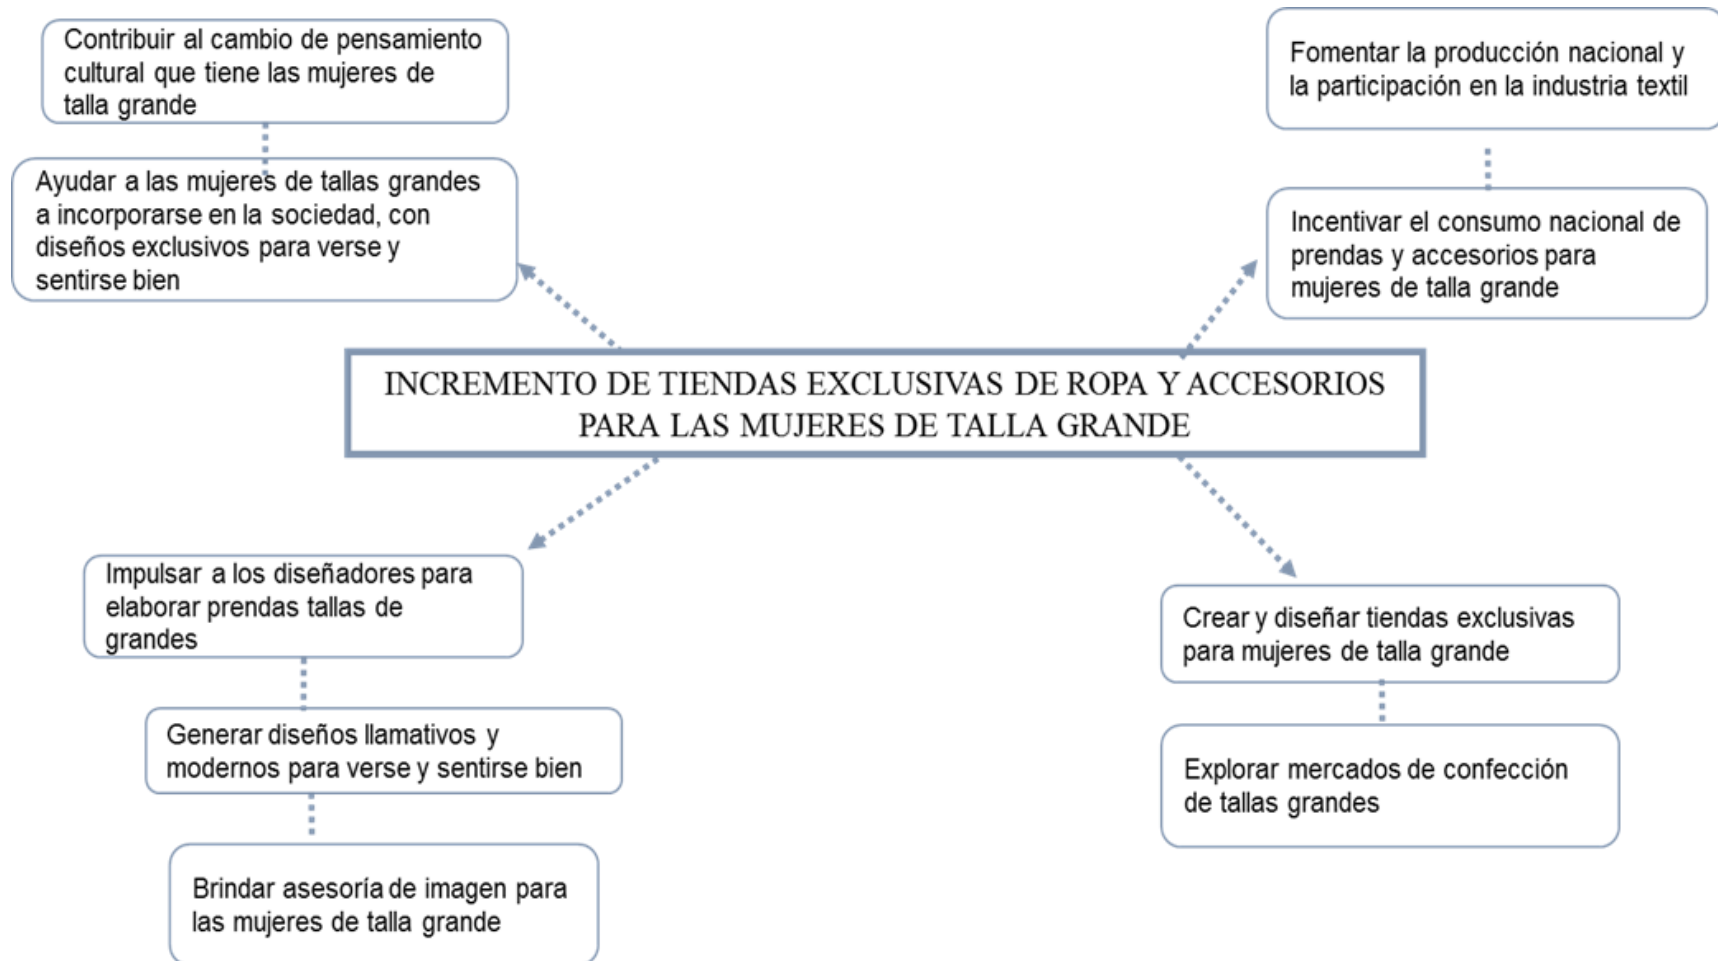 Contribuir al cambio de pensamiento
cultural que tiene las mujeres de
talla grande
Ayudar a las mujeres de tallas grandes
a incorporarse en la sociedad, con
diseños exclusivos para verse y
sentirse bien
Fomentar la producción nacional y
la participación en la industria textil
Incentivar el consumo nacional de
prendas y accesorios para
mujeres de talla grande
INCREMENTO DE TIENDAS EXCLUSIVAS DE ROPA Y ACCESORIOS
PARA LAS MUJERES DE TALLA GRANDE
Impulsar a los diseñadores para
elaborar prendas tallas de
grandes
Generar diseños llamativos y
modernos para verse y sentirse bien
Brindar asesoría de imagen para
las mujeres de talla grande
Crear y diseñar tiendas exclusivas
para mujeres de talla grande
Explorar mercados de confección
de tallas grandes